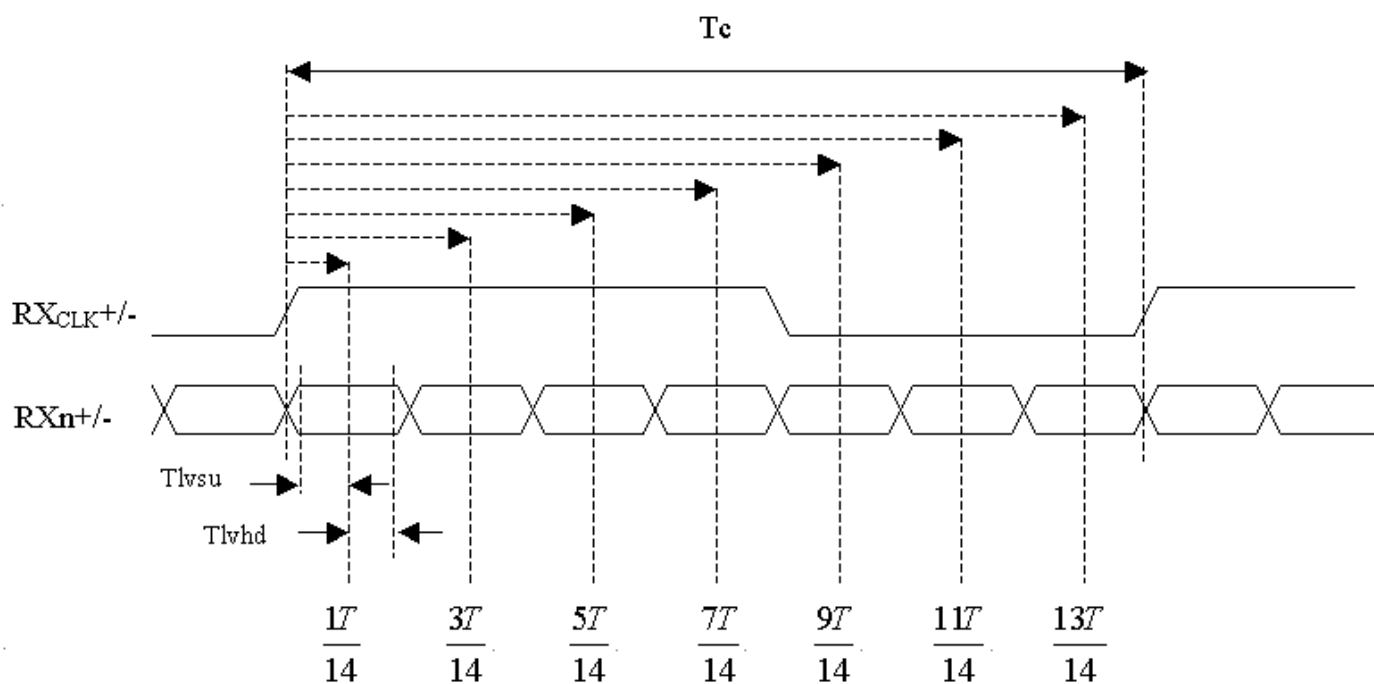 Tc
RXCLK+/-
RXn+/-
Tlvsu
Tlvhd
1T 3T 5T 7T 9T 11T 13T
14 14 14 14 14 14 14